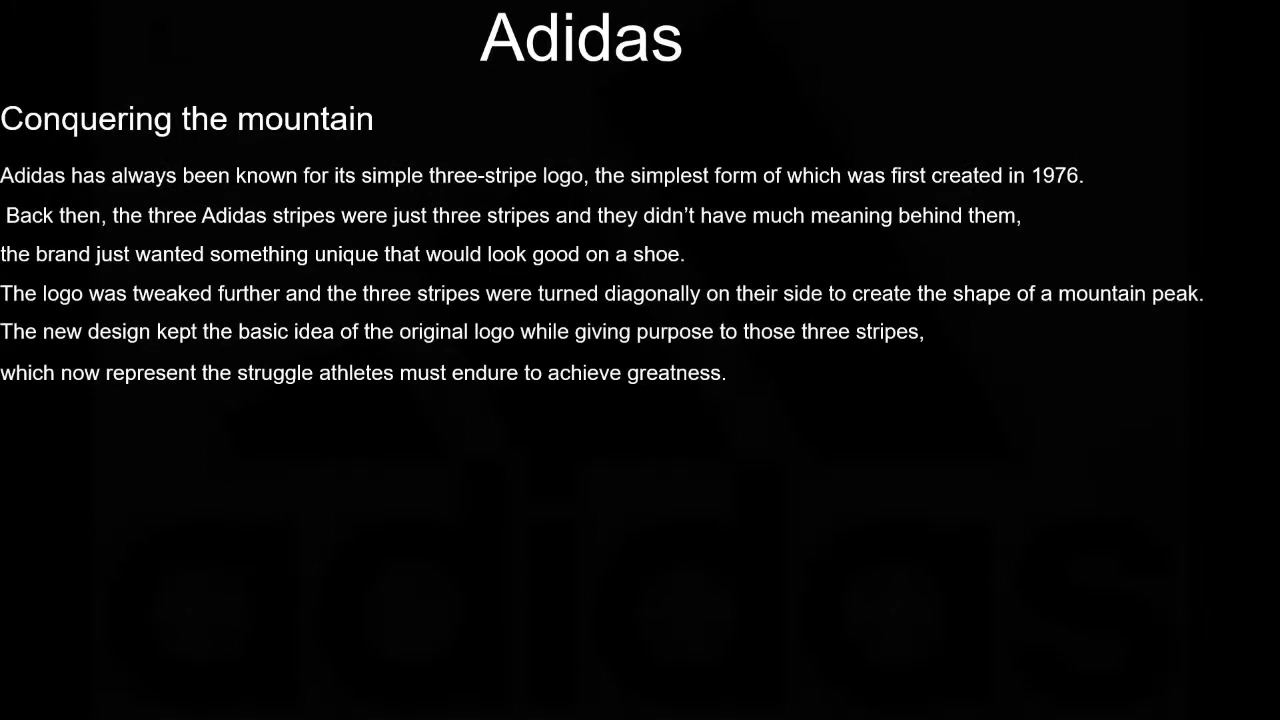 Adidas
Conquering the mountain
Adidas has always been known for its simple three-stripe logo, the simplest form of which was first created in 1976.
Back then, the three Adidas stripes were just three stripes and they didn’t have much meaning behind them,
the brand just wanted something unique that would look good on a shoe.
The logo was tweaked further and the three stripes were turned diagonally on their side to create the shape of a mountain peak.
The new design kept the basic idea of the original logo while giving purpose to those three stripes,
which now represent the struggle athletes must endure to achieve greatness.
adidas